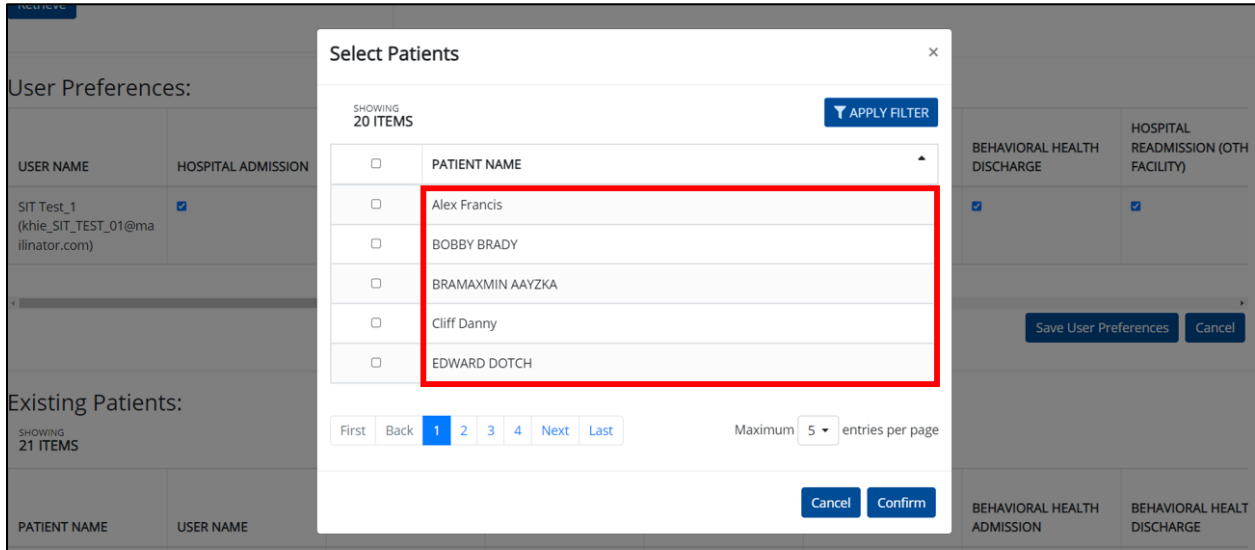 Retrieve
Select Patients
×
User Preferences:
SHOWING
20 ITEMS
APPLY FILTER
USER NAME
HOSPITAL ADMISSION
PATIENT NAME
BEHAVIORAL HEALTH
DISCHARGE
HOSPITAL
READMISSION (OTH
FACILITY)
SIT Test_1
(khie_SIT_TEST_01@ma
ilinator.com)
Alex Francis
BOBBY BRADY
BRAMAXMIN AAYZKA
Cliff Danny
EDWARD DOTCH
Save User Preferences
Cancel
Existing Patients:
SHOWING
21 ITEMS
First Back 1 2 3 4 Next Last
Maximum 5 entries per page
Cancel
Confirm
PATIENT NAME
USER NAME
BEHAVIORAL HEALTH
ADMISSION
BEHAVIORAL HEALT
DISCHARGE